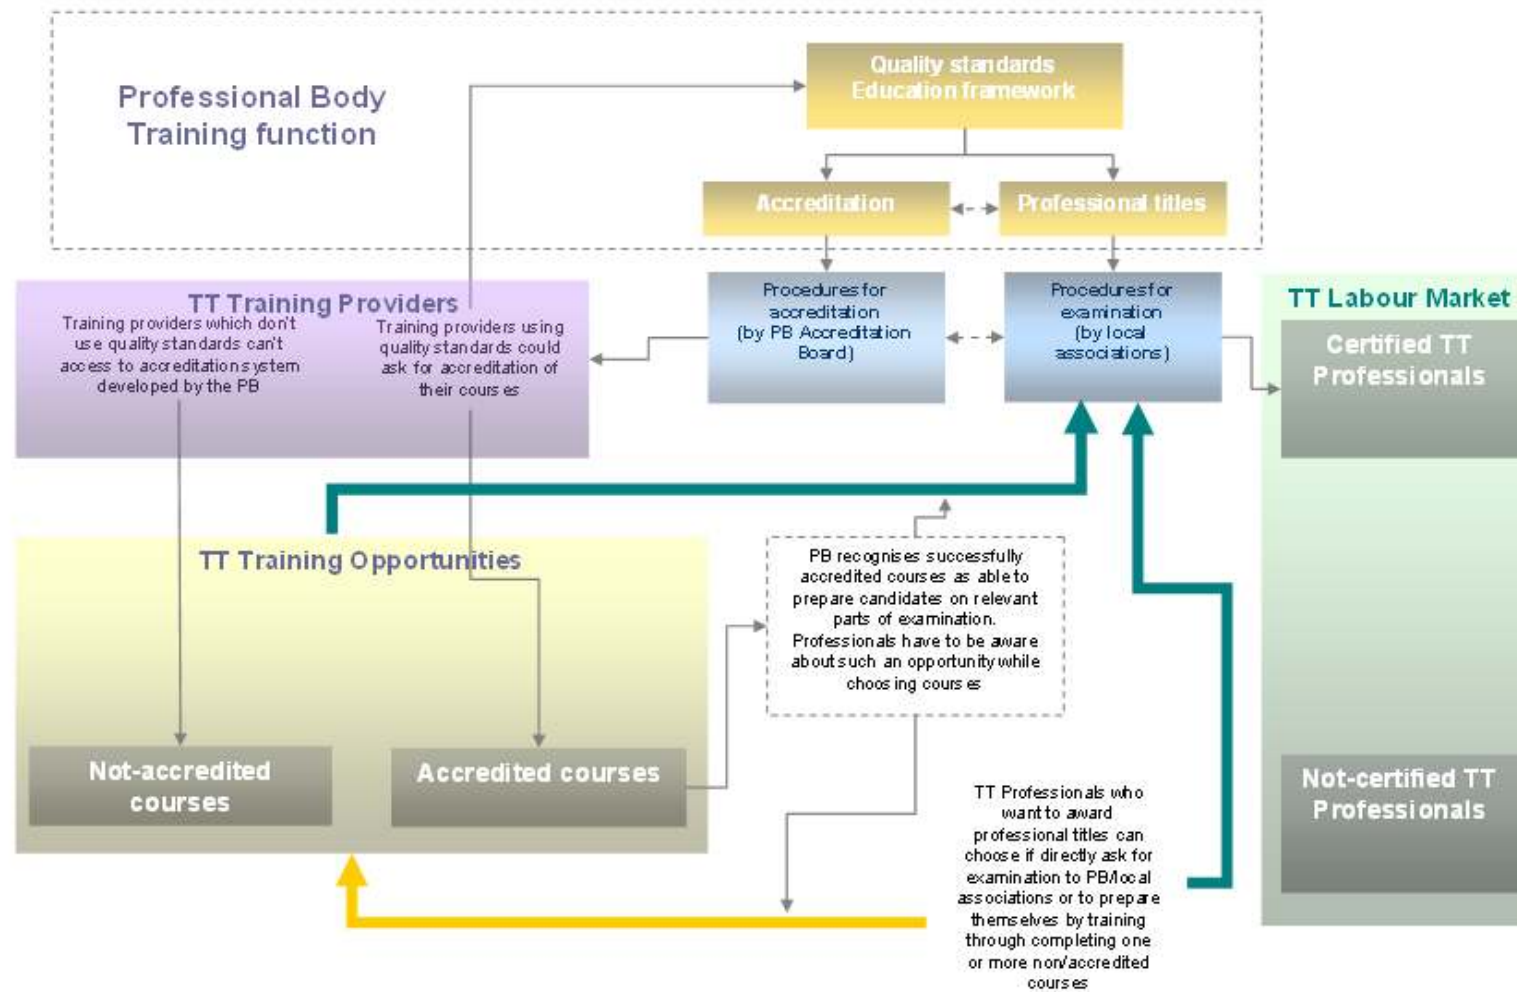 Professional Body
Training function
Quality standards
Education framework
Accreditation
Professional titles
TT Training Providers
Training providers which don't
use quality standards can't
access to accreditation system
developed by the PB
Training providers using
quality standards could
ask for accreditation of
their courses
Procedures for
accreditation
(by PB Accreditation
Board)
Procedures for
examination
(by local
associations)
TT Labour Market
Certified TT
Professionals
TT Training Opportunities
PB recognises successfully
accredited courses as able to
prepare candidates on relevant
parts of examination.
Professionals have to be aware
about such an opportunity while
choosing courses
Not-accredited
courses
Accredited courses
TT Professionals who
want to award
professional titles can
choose if directly ask for
examination to PB/local
associations or to prepare
themselves by training
through completing one
or more non/accredited
courses
Not-certified TT
Professionals